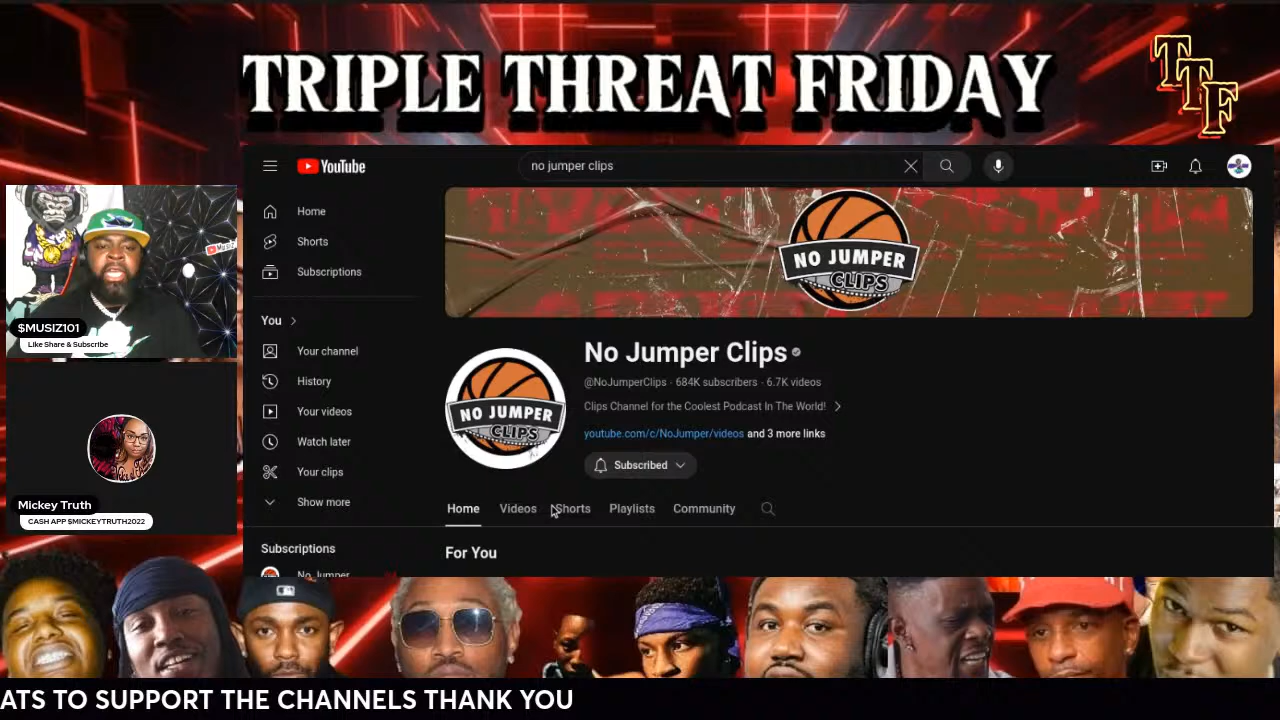 TRIPLE THREAT FRIDAY
TTF
YouTube
no jumper clips
Home
Shorts
Subscriptions
You
Your channel
History
Your videos
Watch later
Your clips
Show more
Subscriptions
No Jumper
NO JUMPER
CLIPS
NO JUMPER
CLIPS
No Jumper Clips
@NoJumperClips · 684K subscribers · 6.7K videos
Clips Channel for the Coolest Podcast In The World!
youtube.com/c/NoJumper/videos and 3 more links
Subscribed
Home Videos Shorts Playlists Community
For You
$MUSIZ101
Like Share & Subscribe
Mickey Truth
CASH APP $MICKEYTRUTH2022
ATS TO SUPPORT THE CHANNELS THANK YOU